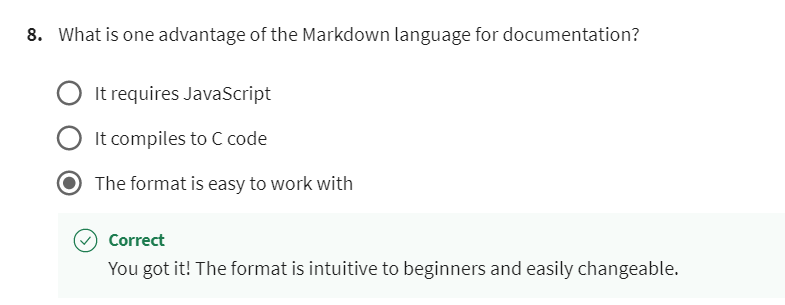 8. What is one advantage of the Markdown language for documentation?
It requires JavaScript
It compiles to C code
The format is easy to work with
Correct
You got it! The format is intuitive to beginners and easily changeable.